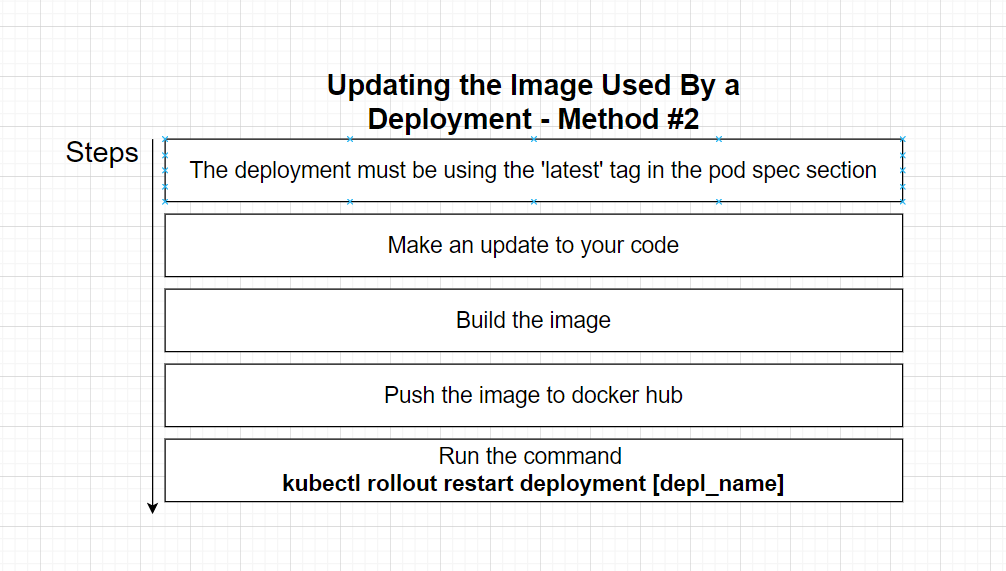 Updating the Image Used By a
Deployment - Method #2
Steps
The deployment must be using the 'latest' tag in the pod spec section
Make an update to your code
Build the image
Push the image to docker hub
Run the command
kubectl rollout restart deployment [depl_name]